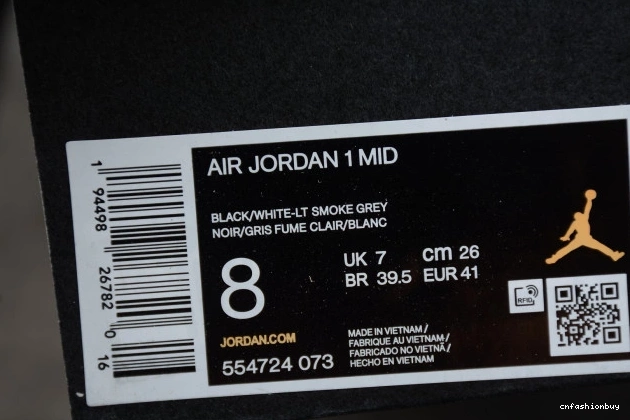 AIR JORDAN 1 MID
BLACK/WHITE-LT SMOKE GREY
NOIR/GRIS FUME CLAIR/BLANC
8
UK 7 cm 26
BR 39.5 EUR 41
JORDAN.COM
554724 073
MADE IN VIETNAM /
FABRIQUE AU VIETNAM /
FABRICADO NO VIETNÃ /
HECHO EN VIETNAM
RFID
1 94498 26782 0 16
cnfashionbuy